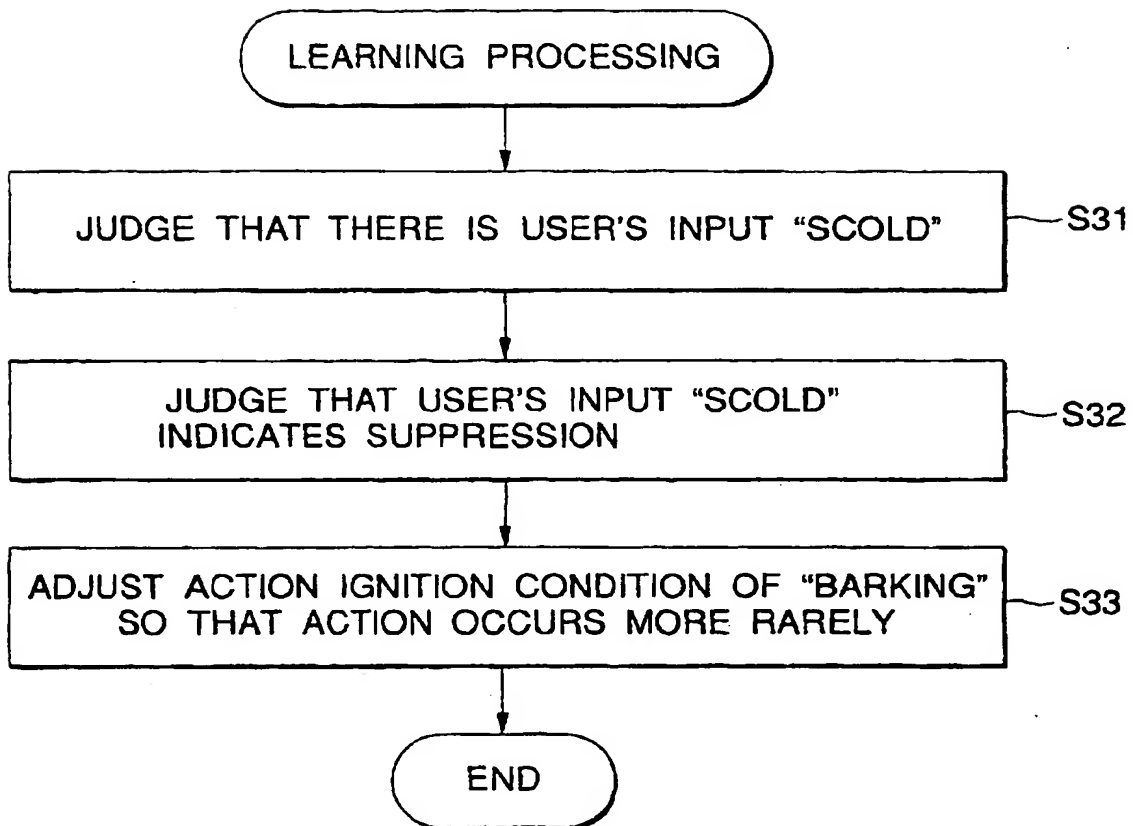 LEARNING PROCESSING
JUDGE THAT THERE IS USER'S INPUT “SCOLD”
S31
JUDGE THAT USER'S INPUT “SCOLD”
INDICATES SUPPRESSION
S32
ADJUST ACTION IGNITION CONDITION OF “BARKING”
SO THAT ACTION OCCURS MORE RARELY
S33
END